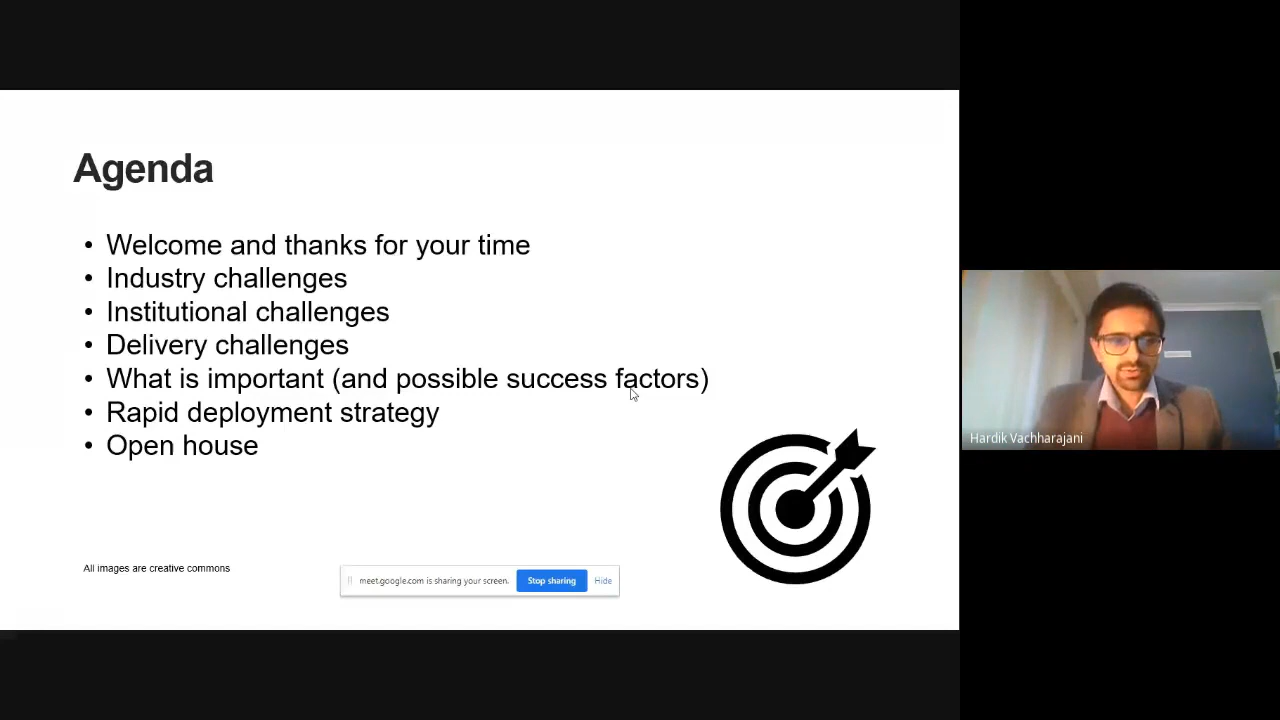 Agenda
• Welcome and thanks for your time
• Industry challenges
• Institutional challenges
• Delivery challenges
• What is important (and possible success factors)
• Rapid deployment strategy
• Open house
All images are creative commons
meet.google.com is sharing your screen.
Stop sharing
Hide
Hardik Vachharajani